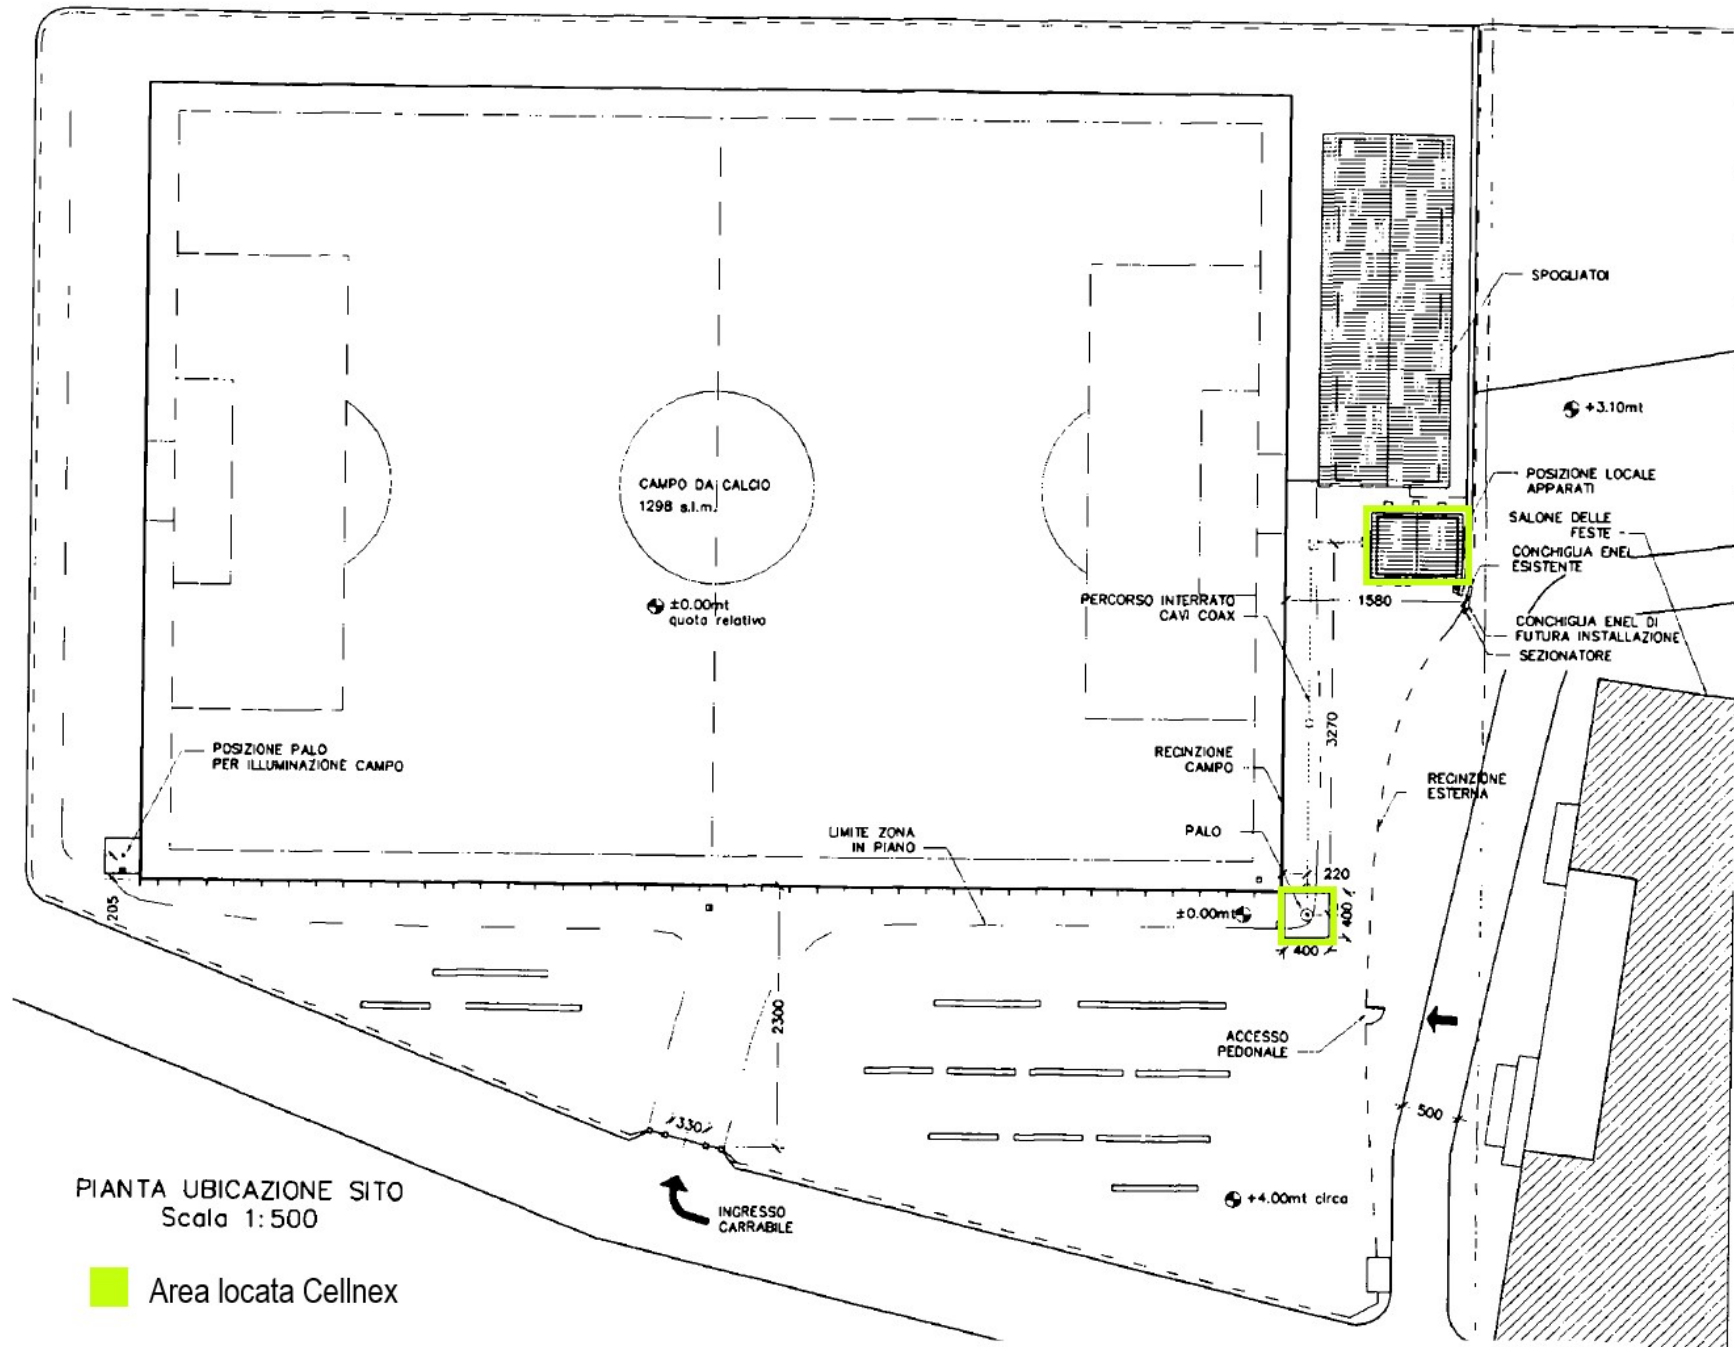 SPOGLIATOI
+3.10mt
CAMPO DA CALCIO
1298 s.l.m.
POSIZIONE LOCALE
APPARATI
SALONE DELLE
FESTE
CONCHIGLIA ENEL
ESISTENTE
±0.00mt
quota relativa
PERCORSO INTERRATO
CAVI COAX
1580
CONCHIGLIA ENEL DI
FUTURA INSTALLAZIONE
SEZIONATORE
3270
POSIZIONE PALO
PER ILLUMINAZIONE CAMPO
RECINZIONE
CAMPO
RECINZIONE
ESTERNA
LIMITE ZONA
IN PIANO
PALO
220
205
±0.00mt
400
400
2300
ACCESSO
PEDONALE
330
500
PIANTA UBICAZIONE SITO
Scala 1:500
INGRESSO
CARRABILE
+4.00mt circa
Area locata Cellnex